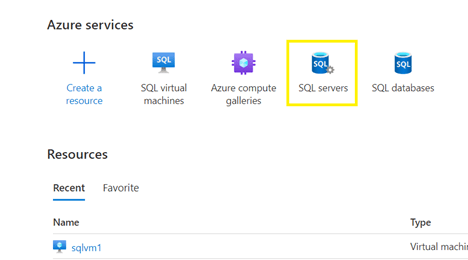 Azure services
SQL
SQL
SQL
Create a
resource
SQL virtual
machines
Azure compute
galleries
SQL servers
SQL databases
Resources
Recent
Favorite
Name
Type
sqlvm1
Virtual machin